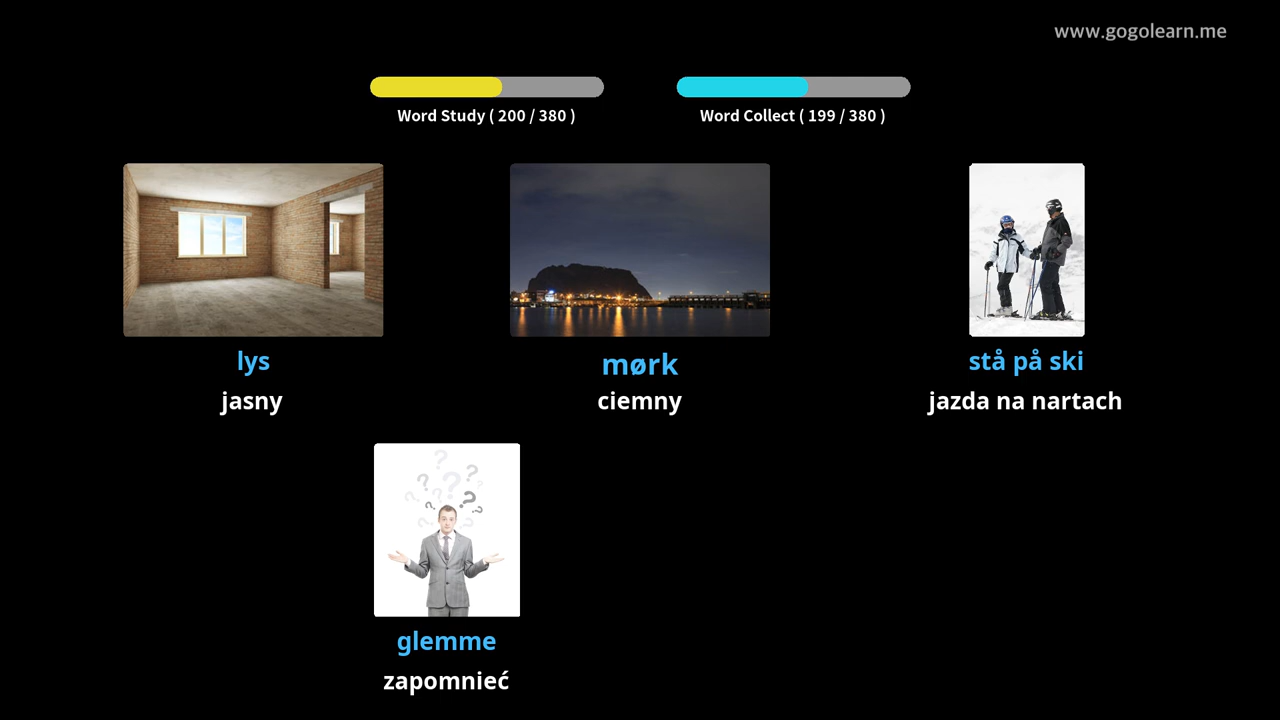 www.gogolearn.me
Word Study ( 200 / 380 )
Word Collect ( 199 / 380 )
lys
jasny
mørk
ciemny
stå på ski
jazda na nartach
glemme
zapomnieć